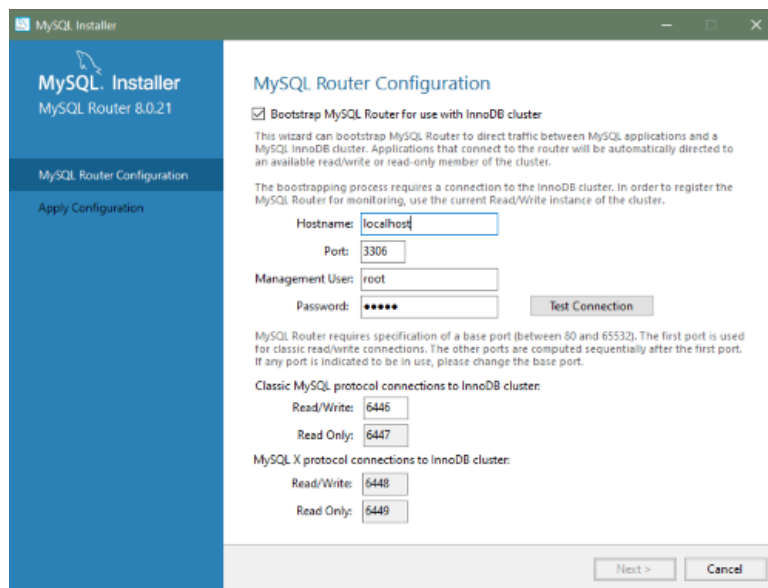 MySQL Installer
MySQL. Installer
MySQL Router 8.0.21
MySQL Router Configuration
Apply Configuration
MySQL Router Configuration
Bootstrap MySQL Router for use with InnoDB cluster
This wizard can bootstrap MySQL Router to direct traffic between MySQL applications and a
MySQL InnoDB cluster. Applications that connect to the router will be automatically directed to
an available read/write or read-only member of the cluster.
The boostrapping process requires a connection to the InnoDB cluster. In order to register the
MySQL Router for monitoring, use the current Read/Write instance of the cluster.
Hostname: localhost
Port: 3306
Management User: root
Password: ●●●●● Test Connection
MySQL Router requires specification of a base port (between 80 and 65532). The first port is used
for classic read/write connections. The other ports are computed sequentially after the first port.
If any port is indicated to be in use, please change the base port.
Classic MySQL protocol connections to InnoDB cluster:
Read/Write: 6446
Read Only: 6447
MySQL X protocol connections to InnoDB cluster:
Read/Write: 6448
Read Only: 6449
Next > Cancel